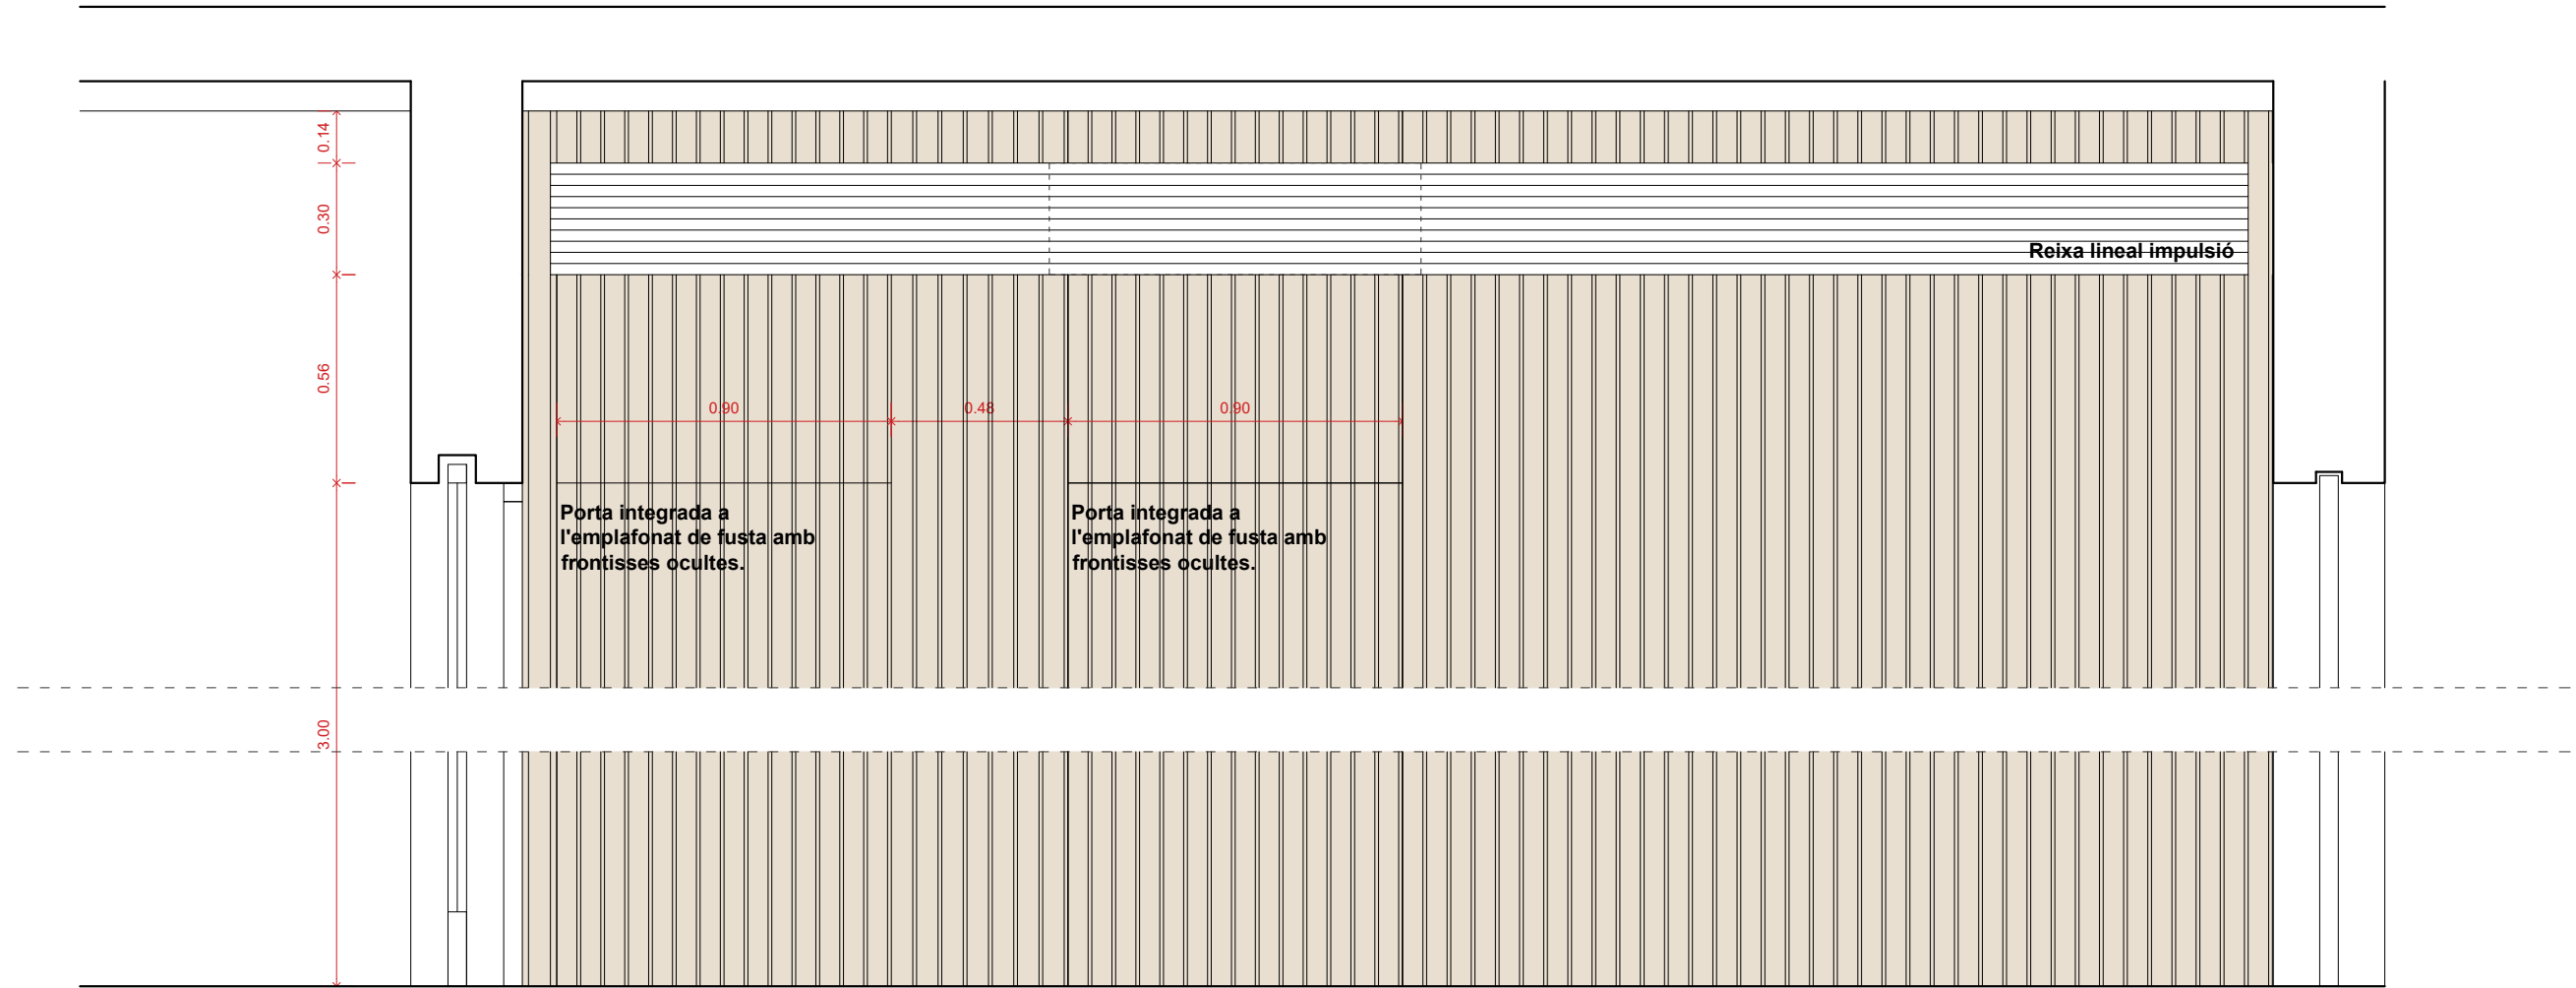 0.14
0.30
Reixa lineal impulsió
0.56
0.90
0.48
0.90
Porta integrada a
l'emplafonat de fusta amb
frontisses ocultes.
Porta integrada a
l'emplafonat de fusta amb
frontisses ocultes.
3.00